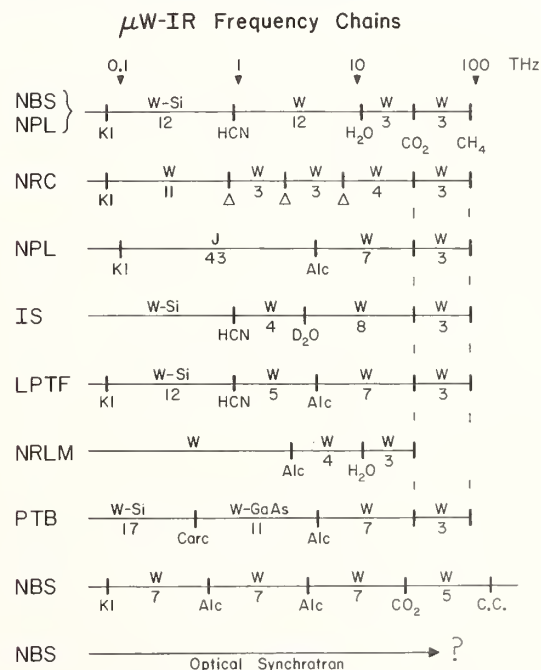 μW-IR Frequency Chains
0.1 1 10 100 THz
NBS } NPL W-Si W W W
12 12 3 3
KI HCN H₂O CO₂ CH₄
NRC W W W W W
11 3 3 4 3
KI Δ Δ Δ
NPL J W W
43 7 3
KI Alc
IS W-Si W W W
4 8 3
HCN D₂O
LPTF W-Si W W W
12 5 7 3
KI HCN Alc
NRLM W W W
4 3
Alc H₂O
PTB W-Si W-GaAs W W
17 11 7 3
Carc Alc
NBS W W W W
7 7 7 5
KI Alc Alc CO₂ C.C.
NBS Optical Synchratran ?